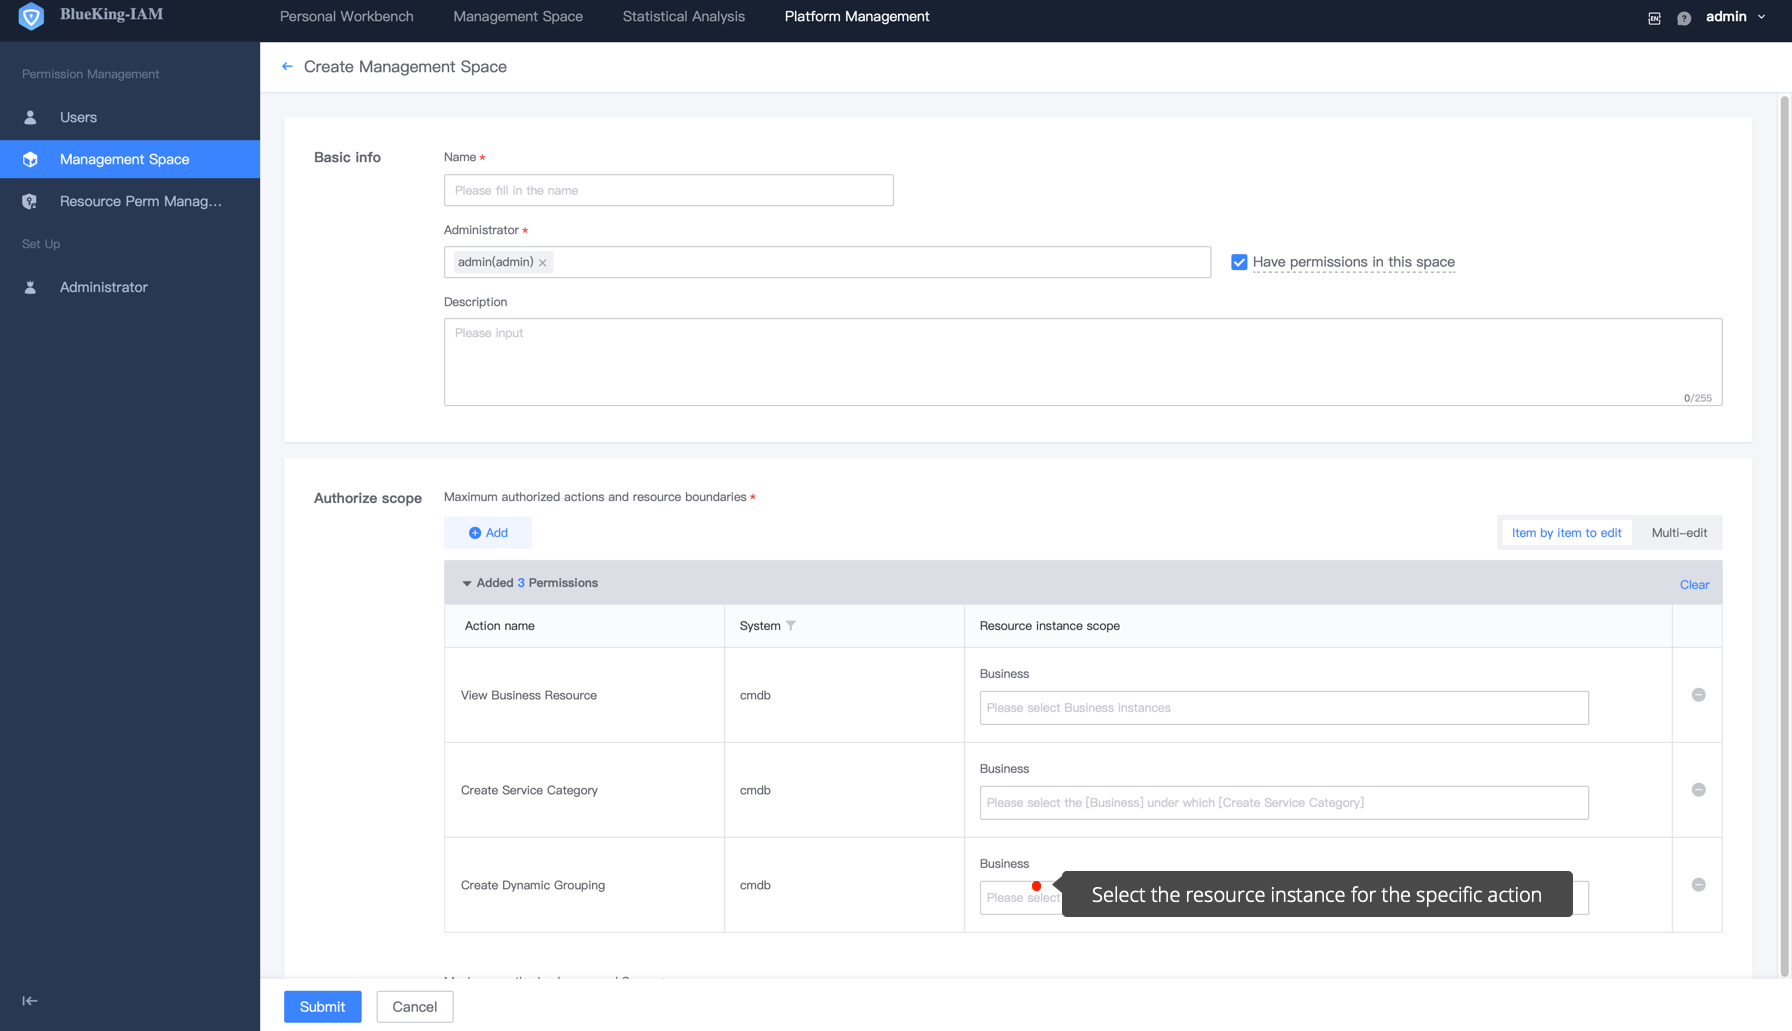 BlueKing-IAM
Personal Workbench
Management Space
Statistical Analysis
Platform Management
EN
?
admin
Permission Management
Users
Management Space
Resource Perm Manag...
Set Up
Administrator
Create Management Space
Basic info
Name *
Please fill in the name
Administrator *
admin(admin) ×
Have permissions in this space
Description
Please input
0/255
Authorize scope
Maximum authorized actions and resource boundaries *
Add
Item by item to edit
Multi-edit
Added 3 Permissions
Clear
Action name
System
Resource instance scope
View Business Resource
cmdb
Business
Please select Business instances
Create Service Category
cmdb
Business
Please select the [Business] under which [Create Service Category]
Create Dynamic Grouping
cmdb
Business
Please select
Select the resource instance for the specific action
Submit
Cancel